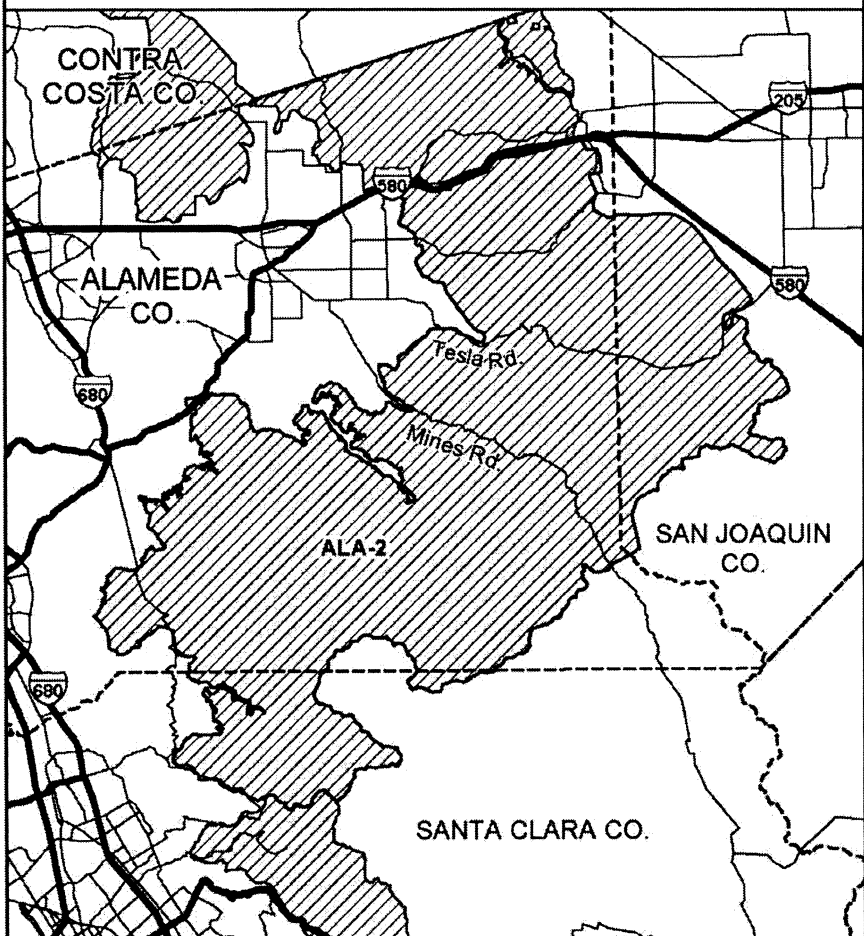 CONTRA
COSTA CO.
205
580
ALAMEDA
CO.
580
Tesla Rd.
680
Mines Rd.
ALA-2
SAN JOAQUIN
CO.
680
SANTA CLARA CO.